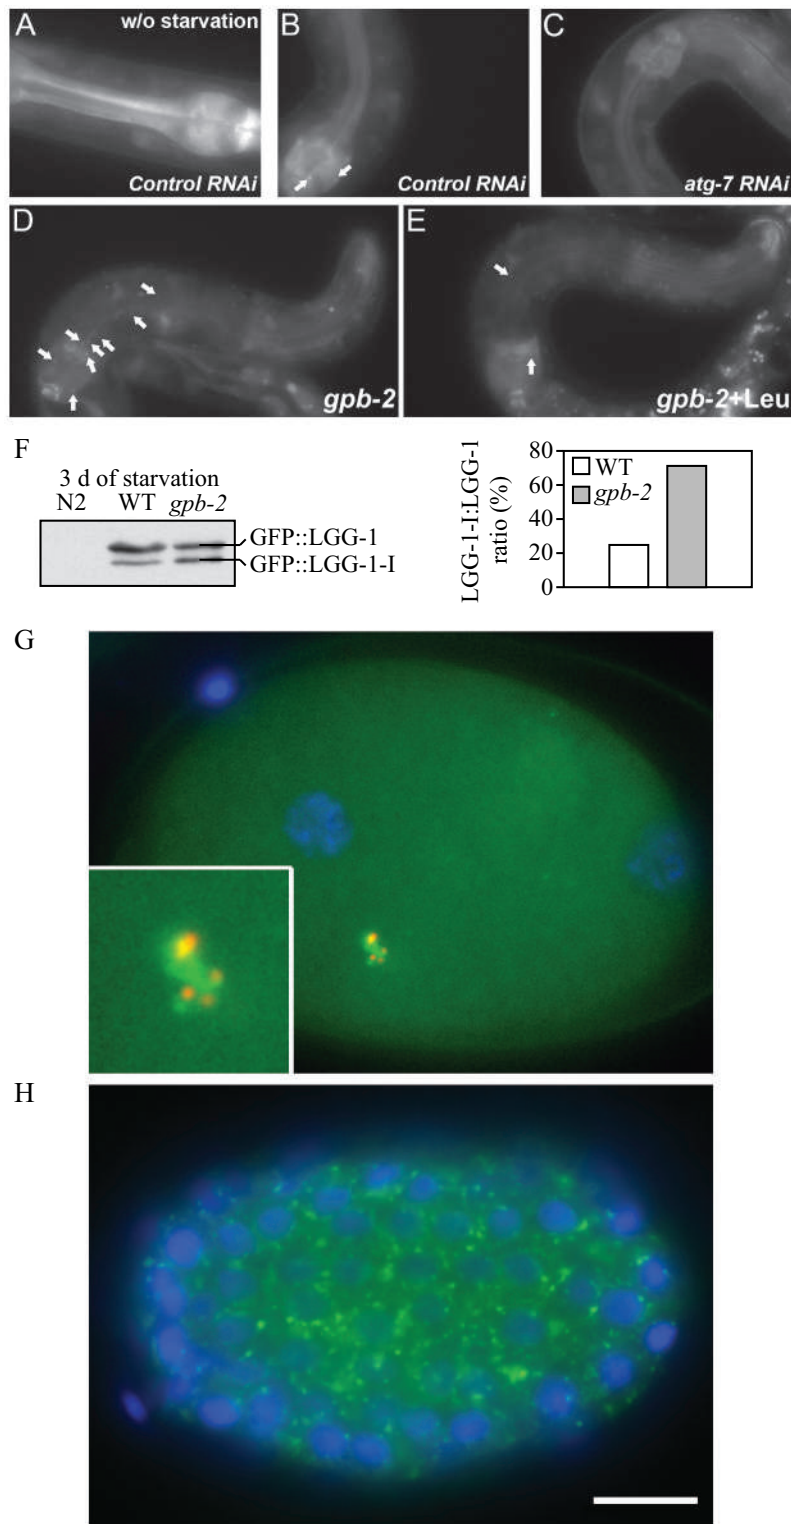 A
w/o starvation
Control RNAi
B
Control RNAi
C
atg-7 RNAi
D
gpb-2
E
gpb-2+Leu
F
3 d of starvation
N2 WT gpb-2
GFP::LGG-1
GFP::LGG-1-I
LGG-1-I:LGG-1
ratio (%)
80
60
40
20
0
WT
gpb-2
G
H